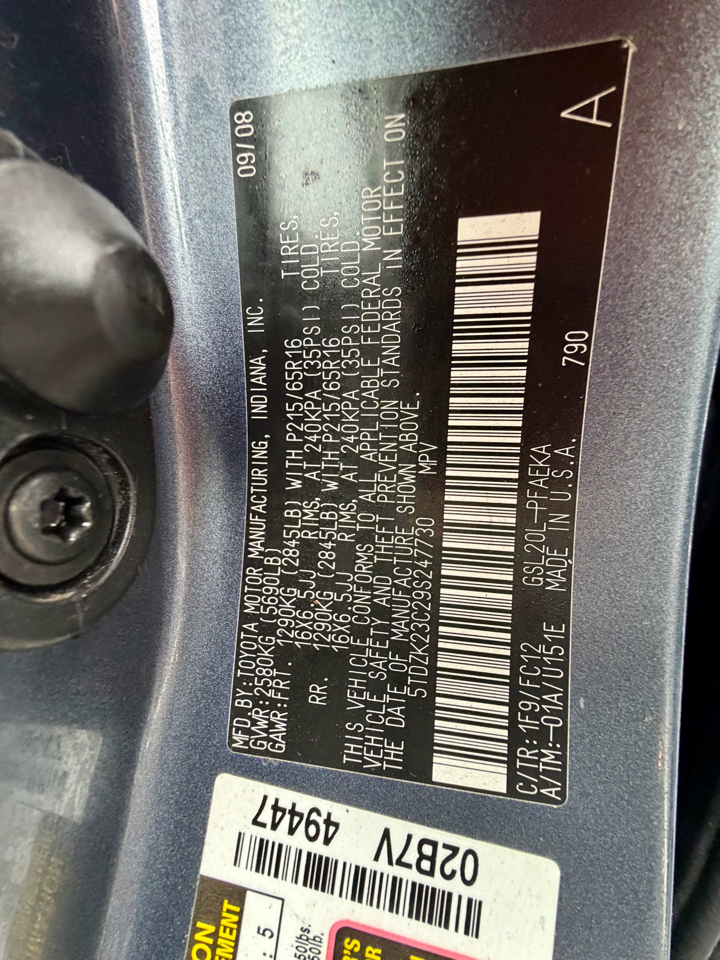 MFD. BY: TOYOTA MOTOR MANUFACTURING, INDIANA, INC. 09/08
GVWR: 2580KG (5690LB)
GAWR: FRT. 1290KG (2845LB) WITH P215/65R16 TIRES,
16X6.5JJ RIMS, AT 240KPA (35PSI) COLD.
RR. 1290KG (2845LB) WITH P215/65R16 TIRES,
16X6.5JJ RIMS, AT 240KPA (35PSI) COLD.
THIS VEHICLE CONFORMS TO ALL APPLICABLE FEDERAL MOTOR
VEHICLE SAFETY AND THEFT PREVENTION STANDARDS IN EFFECT ON
THE DATE OF MANUFACTURE SHOWN ABOVE.
5TDZK23C29S247730 MPV
C/TR: 1F9/FC12 GSL20L-PFAEKA 790 A
A/TM: -01A/U151E MADE IN U.S.A.
02B7V
49447
: 5
50lbs.
50lb.